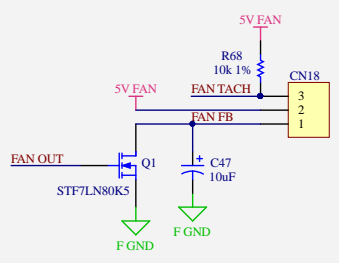 5V FAN
R68
10k 1%
5V FAN
CN18
FAN TACH
3
2
FAN FB
1
FAN OUT
Q1
C47
10uF
STF7LN80K5
F GND
F GND